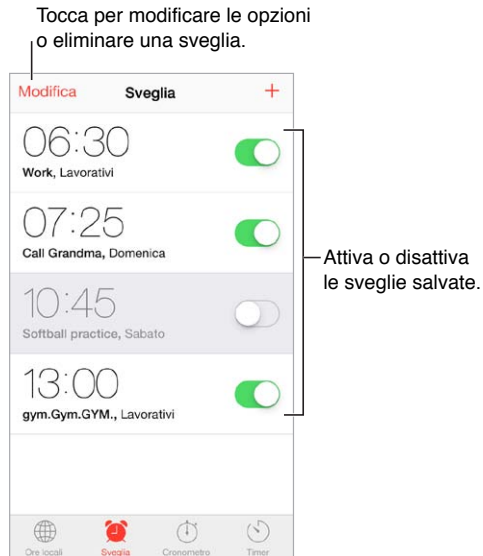 Tocca per modificare le opzioni
o eliminare una sveglia.
Modifica Sveglia +
06:30
Work, Lavorativi
07:25
Call Grandma, Domenica
10:45
Softball practice, Sabato
13:00
gym.Gym.GYM., Lavorativi
Attiva o disattiva
le sveglie salvate.
Ore locali Sveglia Cronometro Timer